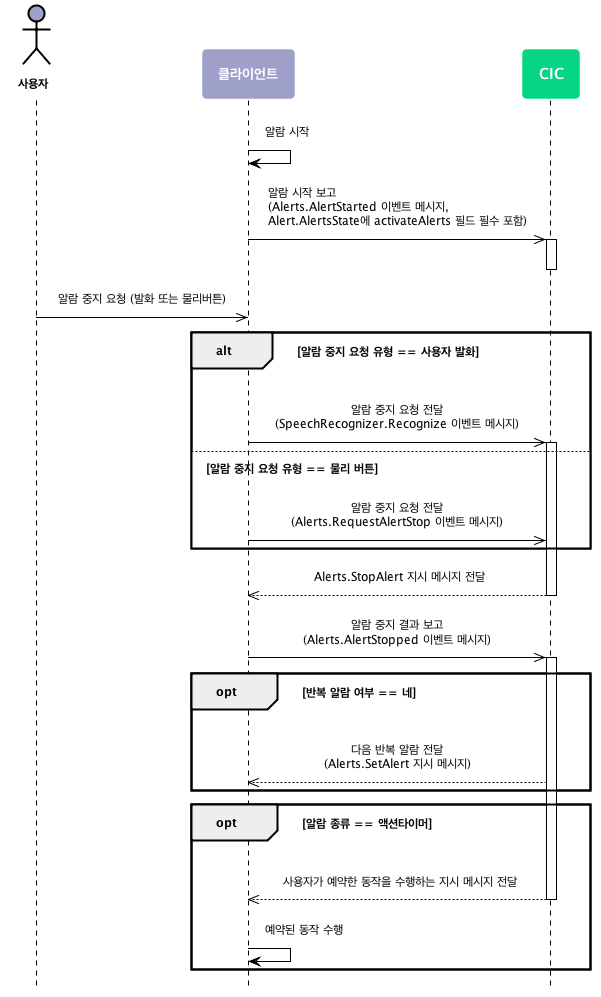 사용자
클라이언트
CIC
알람 시작
알람 시작 보고
(Alerts.AlertStarted 이벤트 메시지,
Alert.AlertsState에 activateAlerts 필드 필수 포함)
알람 중지 요청 (발화 또는 물리버튼)
alt
[알람 중지 요청 유형 == 사용자 발화]
알람 중지 요청 전달
(SpeechRecognizer.Recognize 이벤트 메시지)
[알람 중지 요청 유형 == 물리 버튼]
알람 중지 요청 전달
(Alerts.RequestAlertStop 이벤트 메시지)
Alerts.StopAlert 지시 메시지 전달
알람 중지 결과 보고
(Alerts.AlertStopped 이벤트 메시지)
opt
[반복 알람 여부 == 네]
다음 반복 알람 전달
(Alerts.SetAlert 지시 메시지)
opt
[알람 종류 == 액션타이머]
사용자가 예약한 동작을 수행하는 지시 메시지 전달
예약된 동작 수행